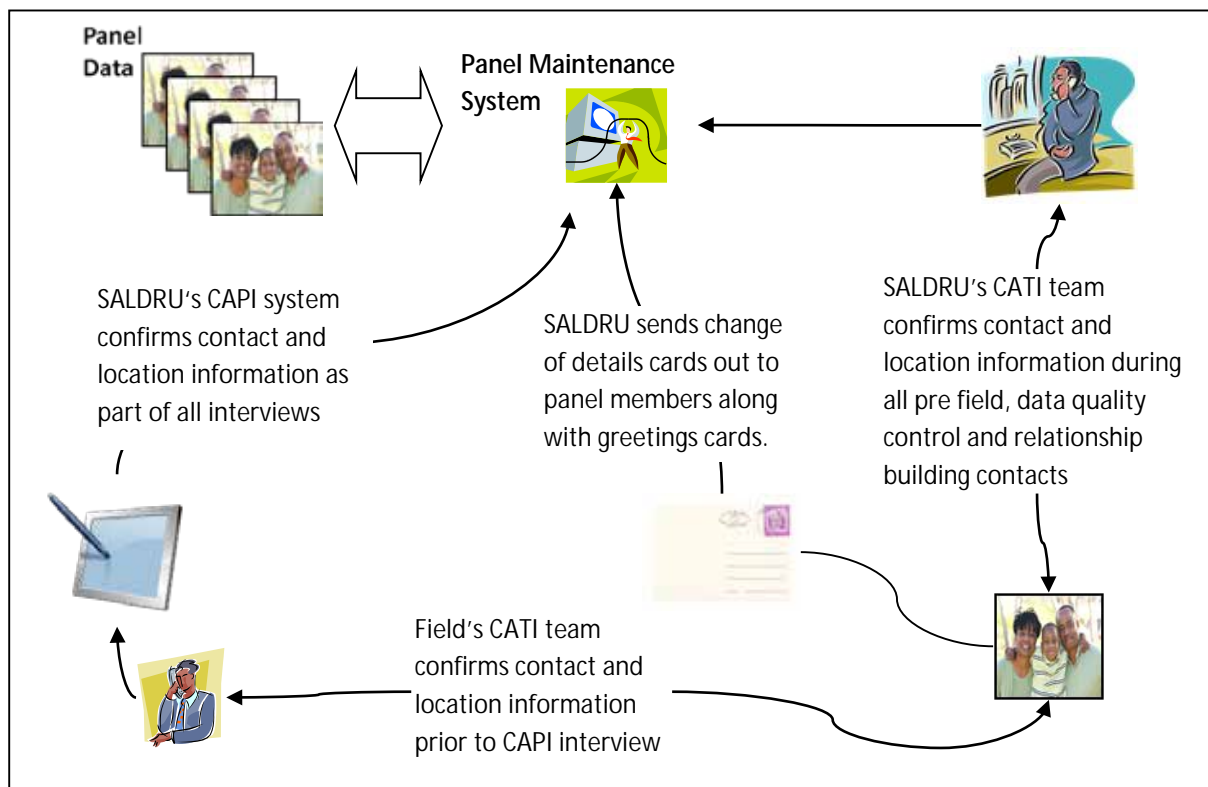 Panel
Data
Panel Maintenance
System
SALDRU‘s CAPI system
confirms contact and
location information as
part of all interviews
SALDRU sends change
of details cards out to
panel members along
with greetings cards.
SALDRU’s CATI team
confirms contact and
location information during
all pre field, data quality
control and relationship
building contacts
Field’s CATI team
confirms contact and
location information
prior to CAPI interview